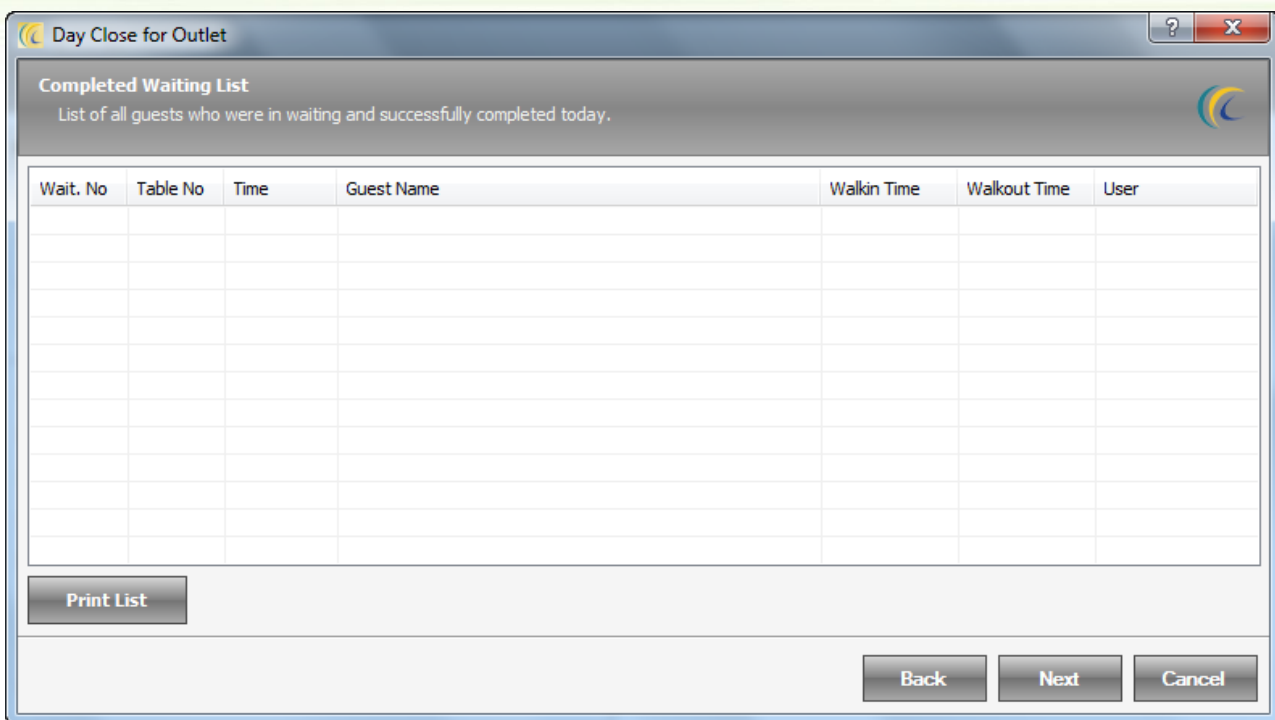 Day Close for Outlet
Completed Waiting List
List of all guests who were in waiting and successfully completed today.
Wait. No Table No Time Guest Name Walkin Time Walkout Time User
Print List
Back Next Cancel